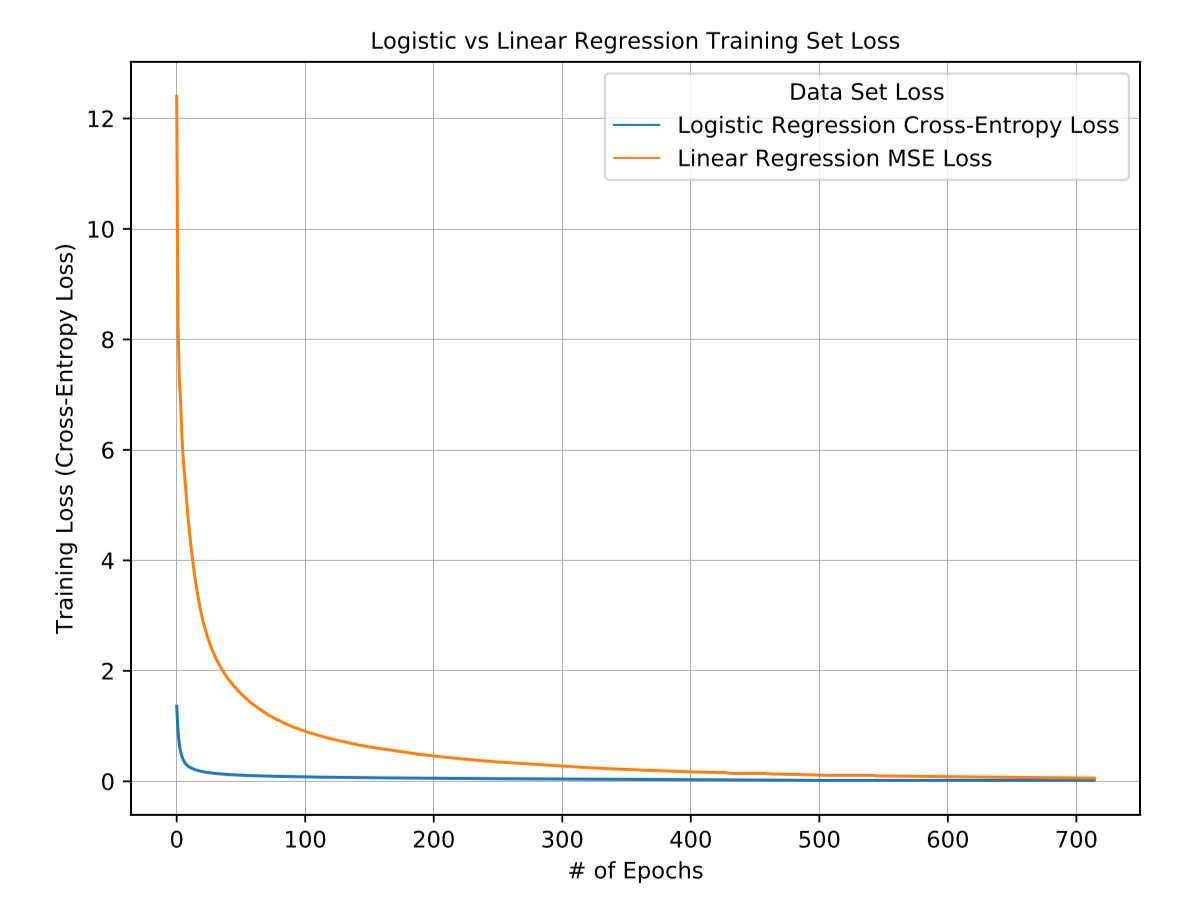 Logistic vs Linear Regression Training Set Loss
Data Set Loss
Logistic Regression Cross-Entropy Loss
Linear Regression MSE Loss
Training Loss (Cross-Entropy Loss)
12
10
8
6
4
2
0
0 100 200 300 400 500 600 700
# of Epochs